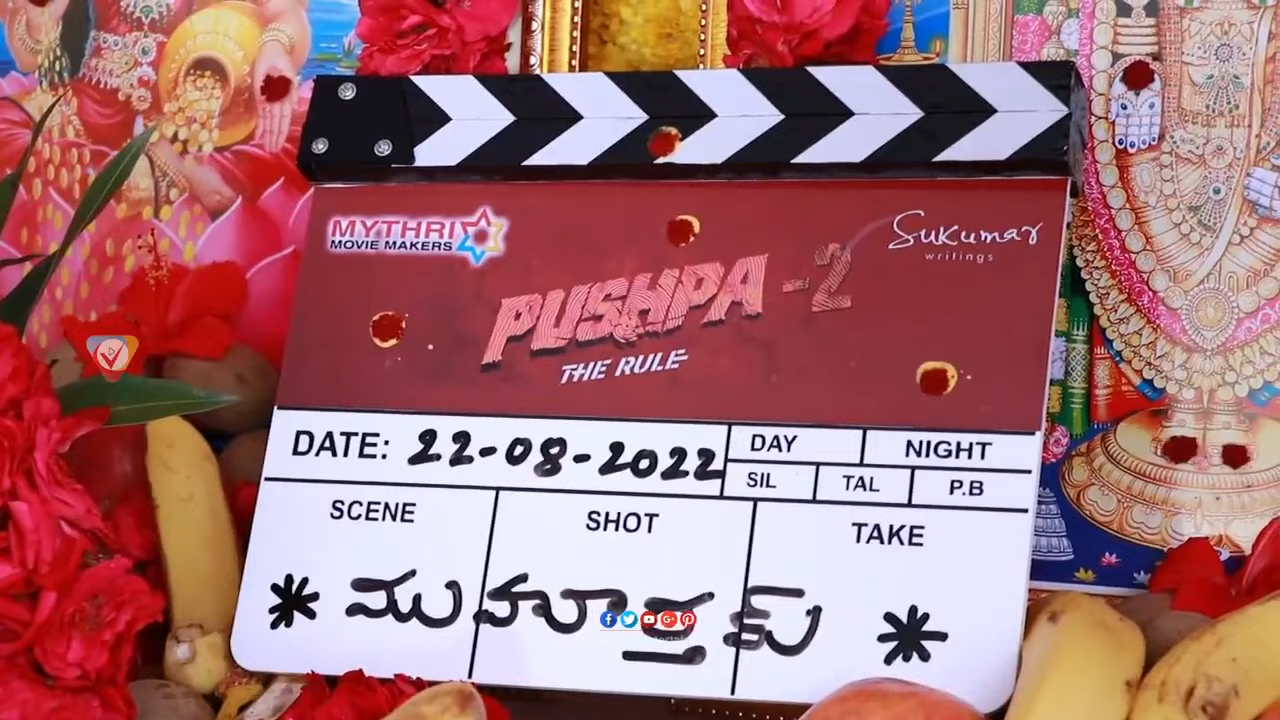 MYTHRI
MOVIE MAKERS
Sukumar
writings
PUSHPA -2
THE RULE
DATE: 22-08-2022
DAY NIGHT
SIL TAL P.B
SCENE SHOT TAKE